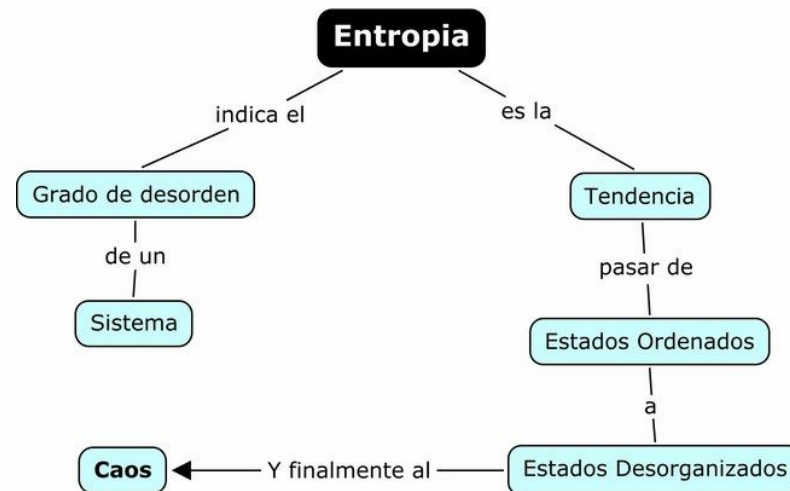 Entropia
indica el
es la
Grado de desorden
Tendencia
de un
pasar de
Sistema
Estados Ordenados
a
Caos
Y finalmente al
Estados Desorganizados